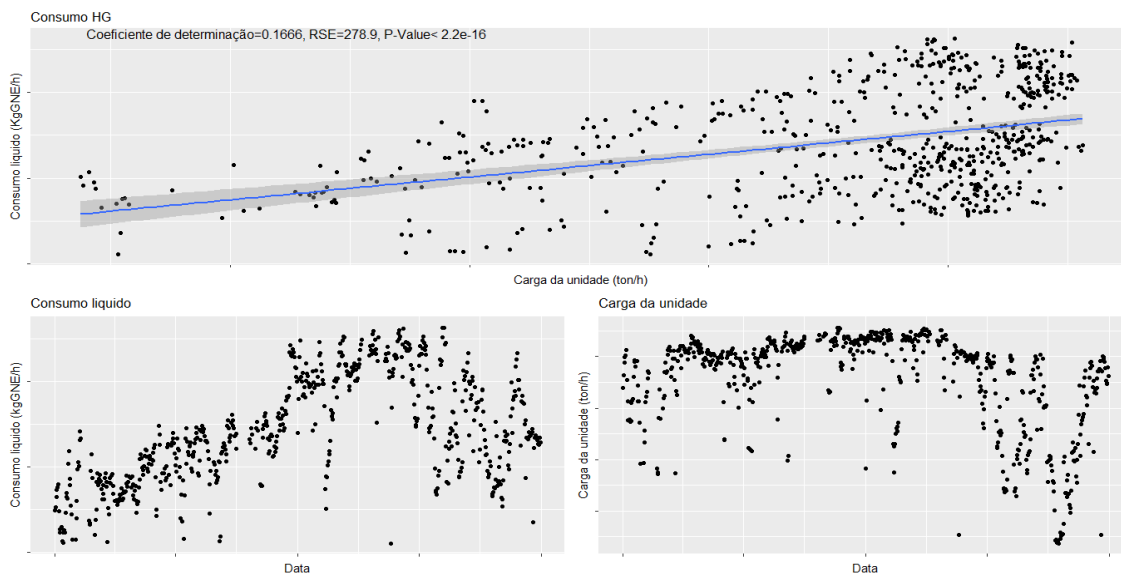 Consumo HG
Coeficiente de determinação=0.1666, RSE=278.9, P-Value< 2.2e-16
Consumo liquido (KgGNE/h)
Carga da unidade (ton/h)
Consumo liquido
Consumo liquido (kgGNE/h)
Data
Carga da unidade
Carga da unidade (ton/h)
Data